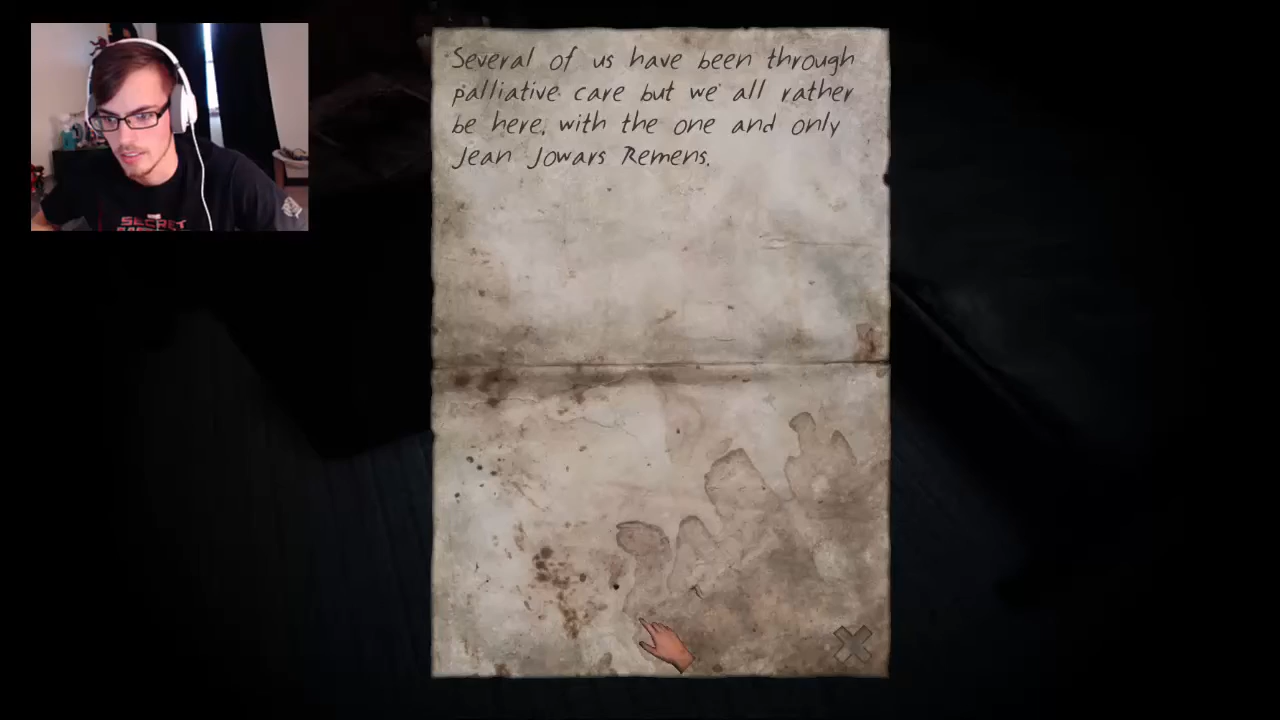 Several of us have been through
palliative care but we all rather
be here, with the one and only
Jean Jowars Remens.
SECRET